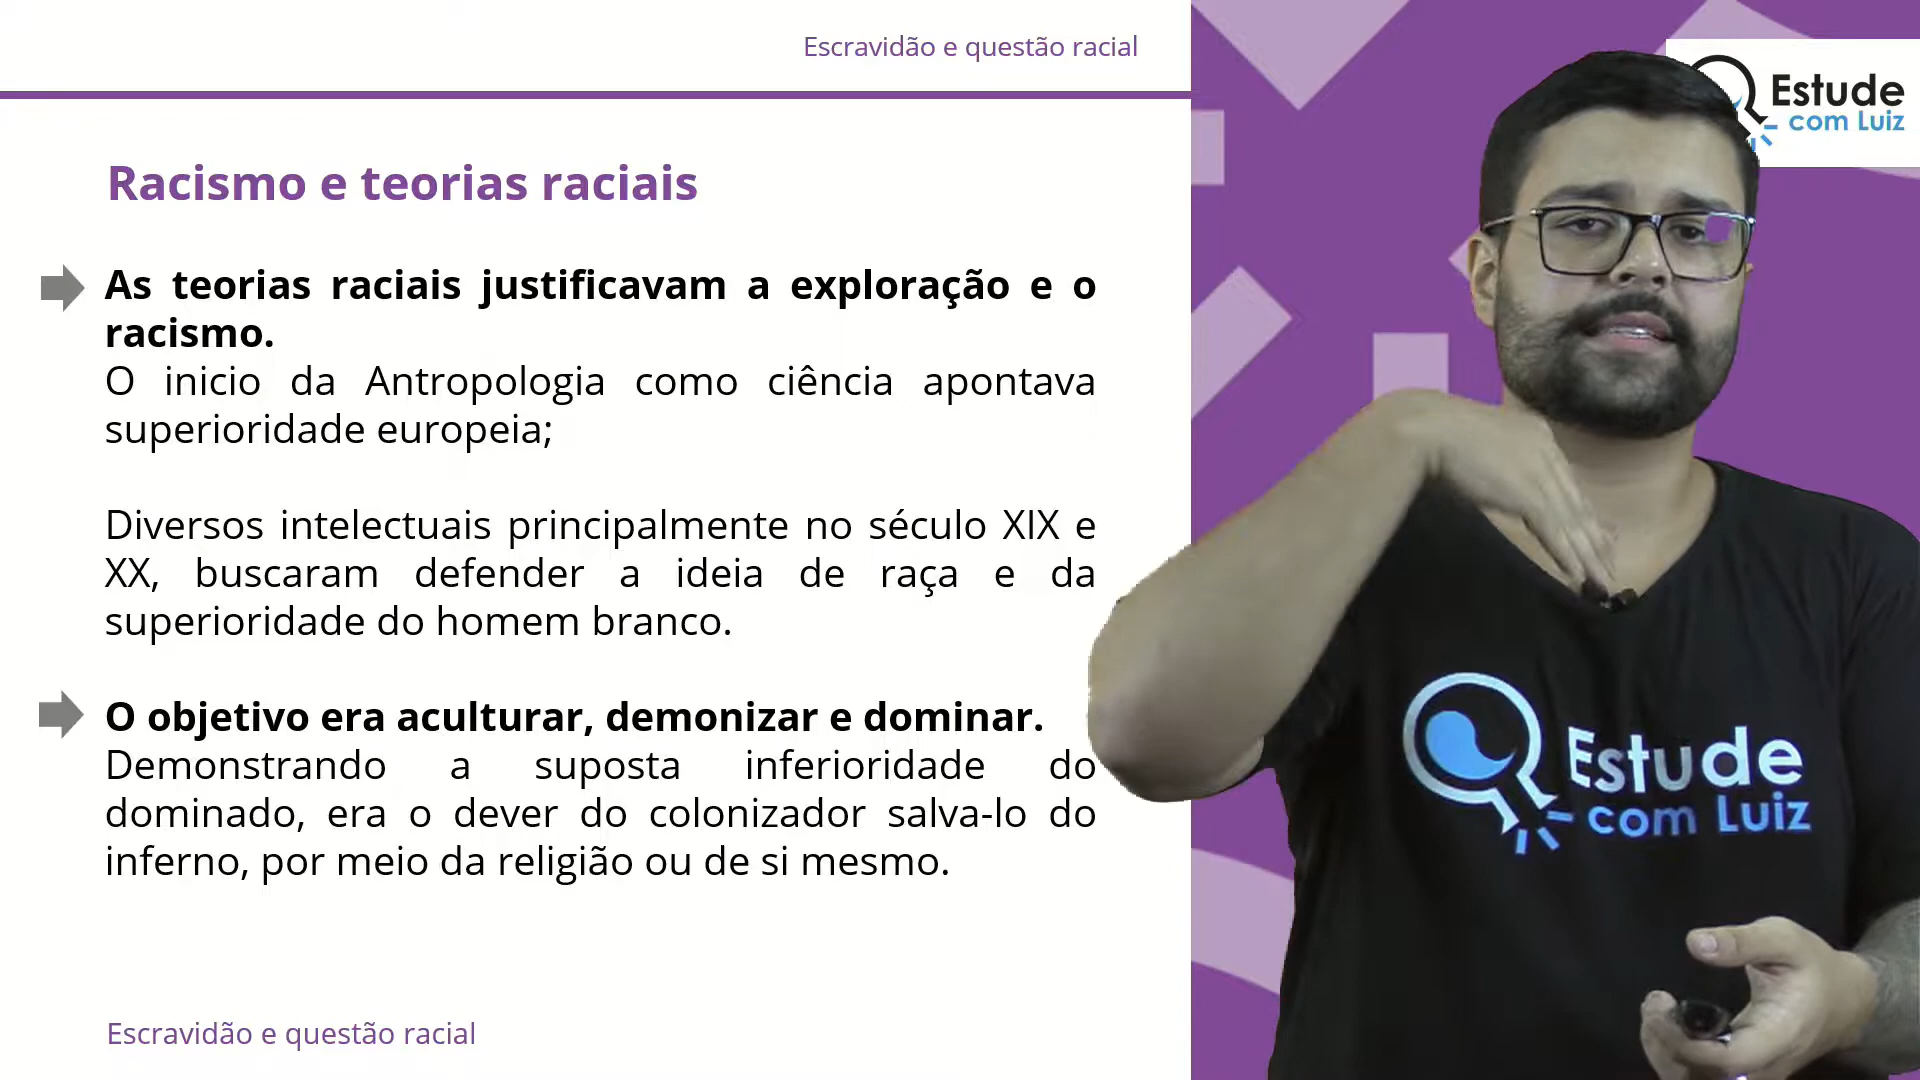 Escravidão e questão racial
Estude
com Luiz
Racismo e teorias raciais
As teorias raciais justificavam a exploração e o
racismo.
O inicio da Antropologia como ciência apontava
superioridade europeia;
Diversos intelectuais principalmente no século XIX e
XX, buscaram defender a ideia de raça e da
superioridade do homem branco.
O objetivo era aculturar, demonizar e dominar.
Demonstrando a suposta inferioridade do
dominado, era o dever do colonizador salva-lo do
inferno, por meio da religião ou de si mesmo.
Estude
com Luiz
Escravidão e questão racial